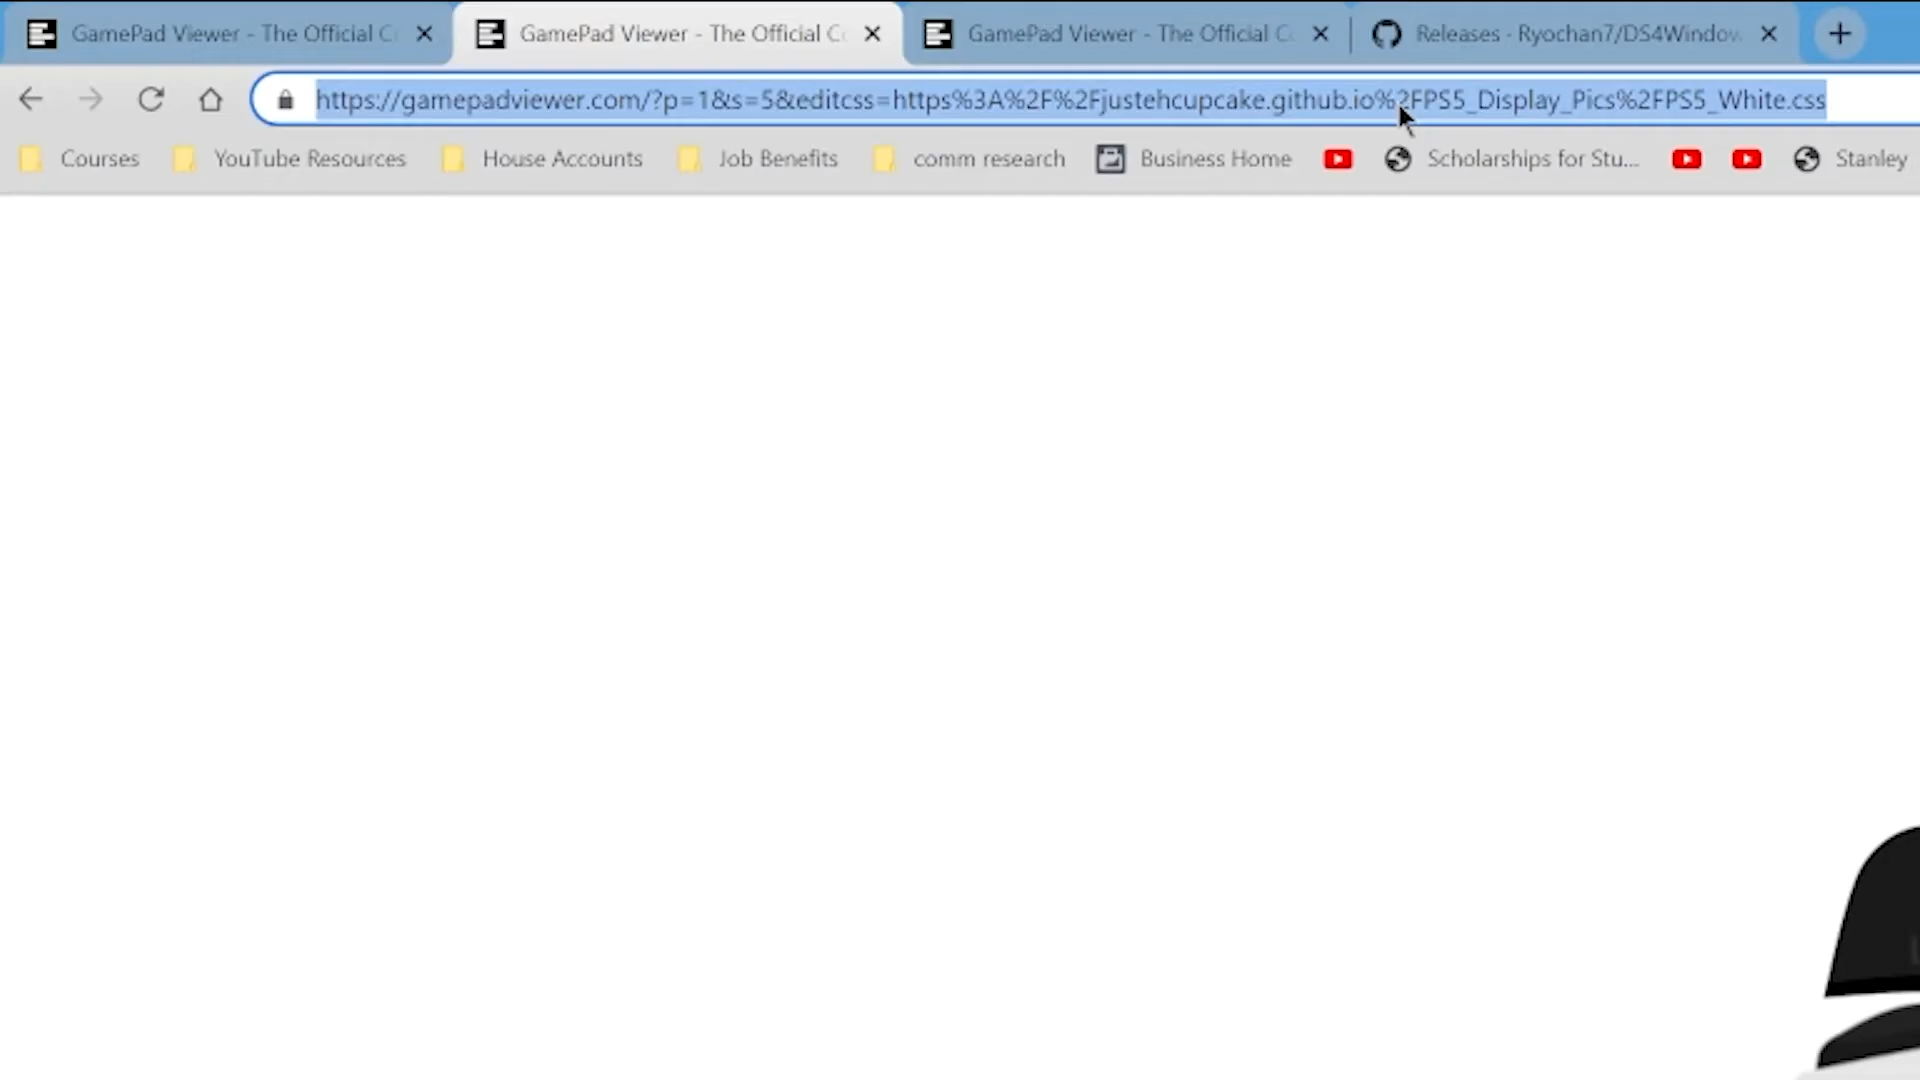 GamePad Viewer - The Official C
GamePad Viewer - The Official C
GamePad Viewer - The Official C
Releases · Ryochan7/DS4Window
https://gamepadviewer.com/?p=1&s=5&editcss=https%3A%2F%2Fjustehcupcake.github.io%2FPS5_Display_Pics%2FPS5_White.css
Courses YouTube Resources House Accounts Job Benefits comm research Business Home Scholarships for Stu... Stanley